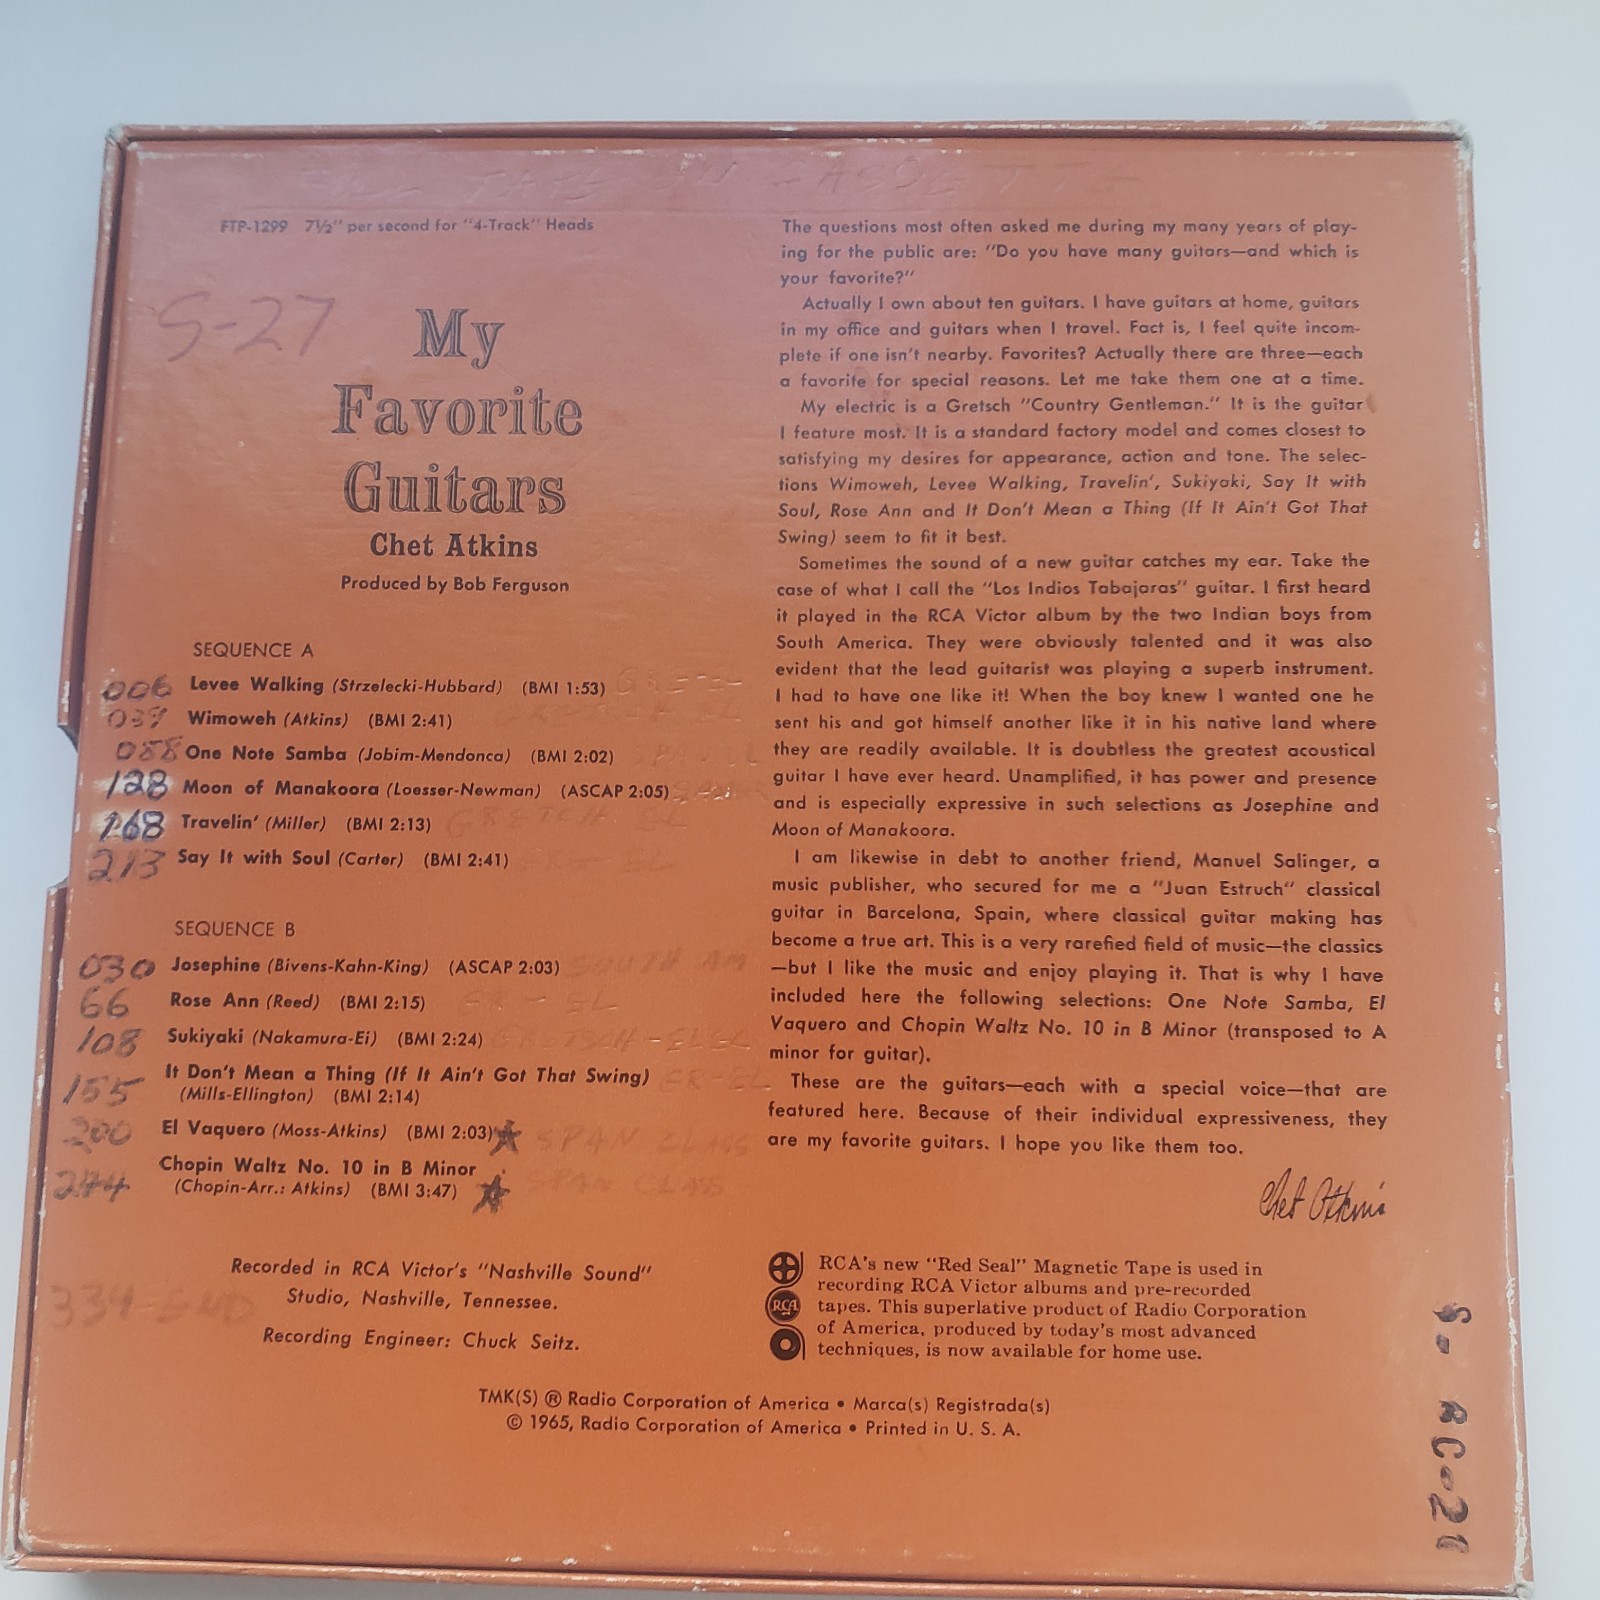 FTP-1299 7½" per second for "4-Track" Heads
S-27
My
Favorite
Guitars
Chet Atkins
Produced by Bob Ferguson
SEQUENCE A
006 Levee Walking (Strzelecki-Hubbard) (BMI 1:53) GR-EL
039 Wimoweh (Atkins) (BMI 2:41)
058 One Note Samba (Jobim-Mendonca) (BMI 2:02)
128 Moon of Manakoora (Loesser-Newman) (ASCAP 2:05)
168 Travelin' (Miller) (BMI 2:13) GRETCH EL
213 Say It with Soul (Carter) (BMI 2:41) EL
SEQUENCE B
030 Josephine (Bivens-Kahn-King) (ASCAP 2:03) SOUTH AM
66 Rose Ann (Reed) (BMI 2:15) GR-EL
108 Sukiyaki (Nakamura-Ei) (BMI 2:24) GRETSCH-ELEC
155 It Don't Mean a Thing (If It Ain't Got That Swing) GR-EL
(Mills-Ellington) (BMI 2:14)
200 El Vaquero (Moss-Atkins) (BMI 2:03) ★ SPAN CLASS
Chopin Waltz No. 10 in B Minor
244 (Chopin-Arr.: Atkins) (BMI 3:47) ★ SPAN CLASS
334-END
Recorded in RCA Victor's "Nashville Sound"
Studio, Nashville, Tennessee.
Recording Engineer: Chuck Seitz.
The questions most often asked me during my many years of play-
ing for the public are: "Do you have many guitars—and which is
your favorite?"
Actually I own about ten guitars. I have guitars at home, guitars
in my office and guitars when I travel. Fact is, I feel quite incom-
plete if one isn't nearby. Favorites? Actually there are three—each
a favorite for special reasons. Let me take them one at a time.
My electric is a Gretsch "Country Gentleman." It is the guitar
I feature most. It is a standard factory model and comes closest to
satisfying my desires for appearance, action and tone. The selec-
tions Wimoweh, Levee Walking, Travelin', Sukiyaki, Say It with
Soul, Rose Ann and It Don't Mean a Thing (If It Ain't Got That
Swing) seem to fit it best.
Sometimes the sound of a new guitar catches my ear. Take the
case of what I call the "Los Indios Tabajaras" guitar. I first heard
it played in the RCA Victor album by the two Indian boys from
South America. They were obviously talented and it was also
evident that the lead guitarist was playing a superb instrument.
I had to have one like it! When the boy knew I wanted one he
sent his and got himself another like it in his native land where
they are readily available. It is doubtless the greatest acoustical
guitar I have ever heard. Unamplified, it has power and presence
and is especially expressive in such selections as Josephine and
Moon of Manakoora.
I am likewise in debt to another friend, Manuel Salinger, a
music publisher, who secured for me a "Juan Estruch" classical
guitar in Barcelona, Spain, where classical guitar making has
become a true art. This is a very rarefied field of music—the classics
—but I like the music and enjoy playing it. That is why I have
included here the following selections: One Note Samba, El
Vaquero and Chopin Waltz No. 10 in B Minor (transposed to A
minor for guitar).
These are the guitars—each with a special voice—that are
featured here. Because of their individual expressiveness, they
are my favorite guitars. I hope you like them too.
Chet Atkins
RCA
RCA's new "Red Seal" Magnetic Tape is used in
recording RCA Victor albums and pre-recorded
tapes. This superlative product of Radio Corporation
of America, produced by today's most advanced
techniques, is now available for home use.
TMK(S) ® Radio Corporation of America • Marca(s) Registrada(s)
© 1965, Radio Corporation of America • Printed in U. S. A.